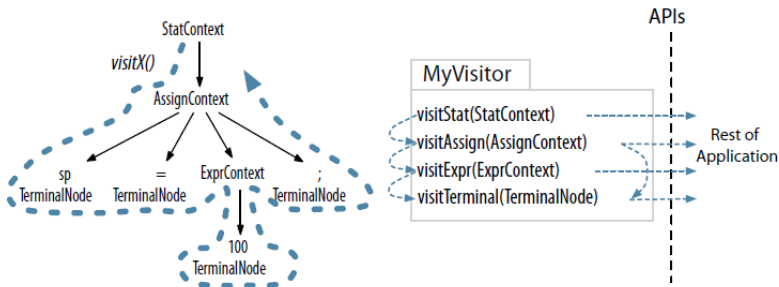 StatContext
visitX()
AssignContext
sp
TerminalNode
=
TerminalNode
ExprContext
;
TerminalNode
100
TerminalNode
APIs
MyVisitor
visitStat(StatContext)
visitAssign(AssignContext)
visitExpr(ExprContext)
visitTerminal(TerminalNode)
Rest of
Application